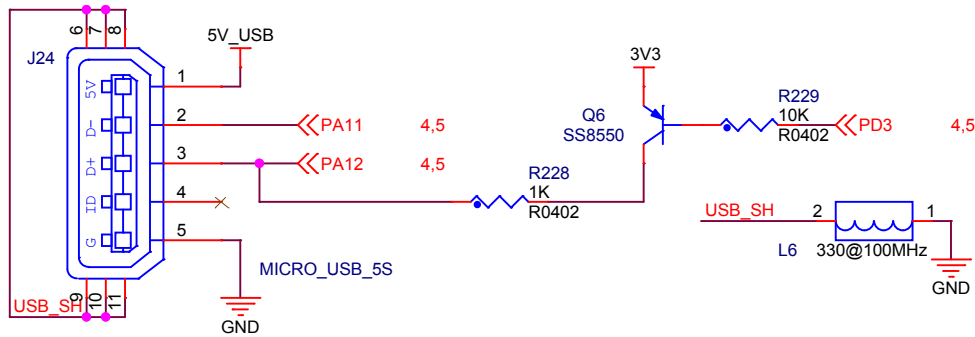 6
7
8
J24
5V_USB
5V
1
D-
2
PA11 4,5
D+
3
PA12 4,5
ID
4
G
5
MICRO_USB_5S
USB_SH
9
10
11
GND
3V3
Q6
SS8550
R229
10K
R0402
PD3 4,5
R228
1K
R0402
USB_SH
2
1
L6 330@100MHz
GND